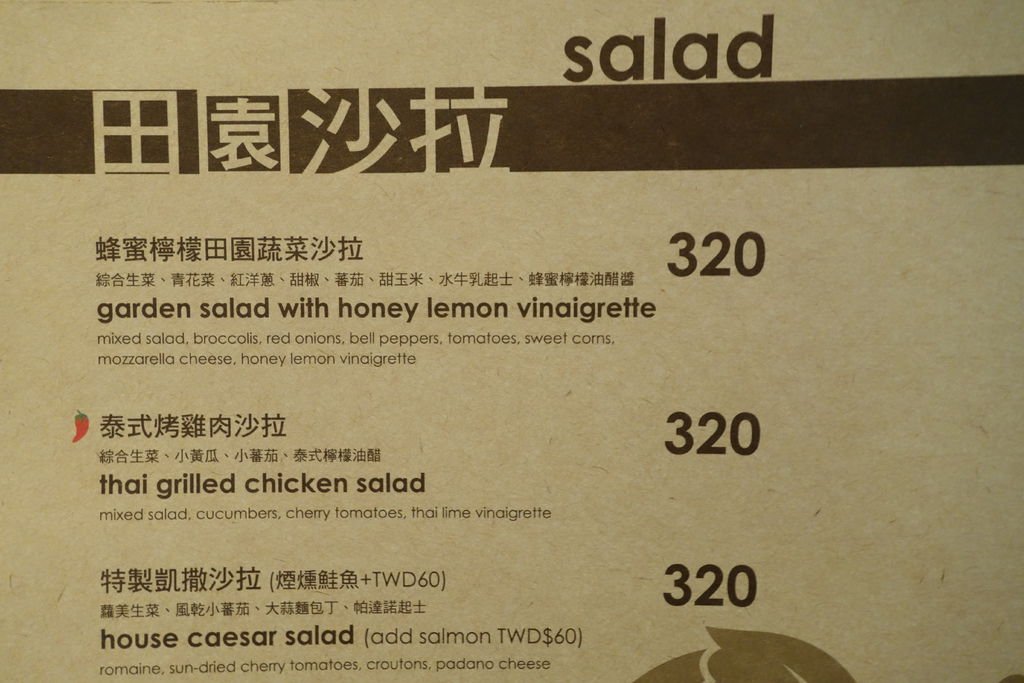 salad
田園沙拉
蜂蜜檸檬田園蔬菜沙拉 320
綜合生菜、青花菜、紅洋蔥、甜椒、蕃茄、甜玉米、水牛乳起士、蜂蜜檸檬油醋醬
garden salad with honey lemon vinaigrette
mixed salad, broccolis, red onions, bell peppers, tomatoes, sweet corns,
mozzarella cheese, honey lemon vinaigrette
泰式烤雞肉沙拉 320
綜合生菜、小黃瓜、小蕃茄、泰式檸檬油醋
thai grilled chicken salad
mixed salad, cucumbers, cherry tomatoes, thai lime vinaigrette
特製凱撒沙拉 (煙燻鮭魚+TWD60) 320
蘿美生菜、風乾小蕃茄、大蒜麵包丁、帕達諾起士
house caesar salad (add salmon TWD$60)
romaine, sun-dried cherry tomatoes, croutons, padano cheese